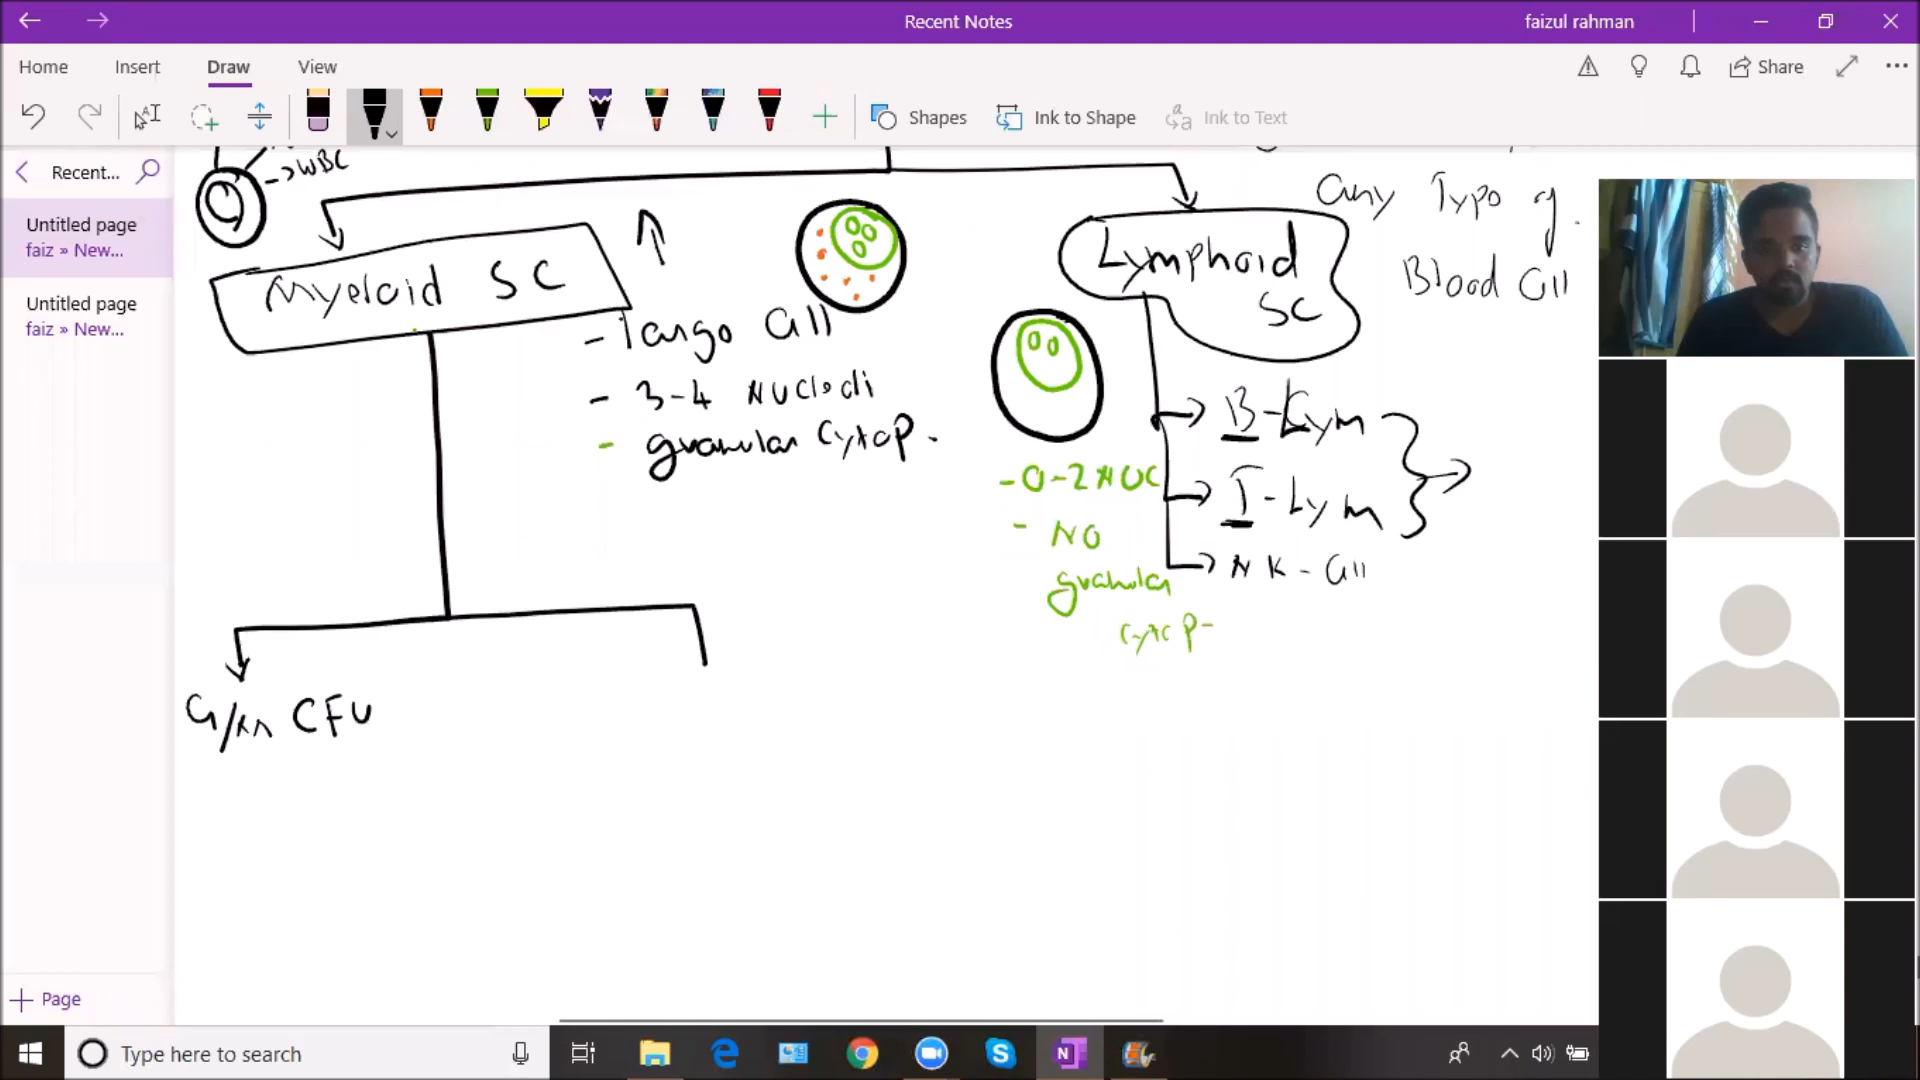 Recent Notes
faizul rahman
Home Insert Draw View
Share
Shapes
Ink to Shape
Ink to Text
Recent...
Untitled page
faiz » New...
Untitled page
faiz » New...
->WBC
any Type of
Blood Cell
Myeloid SC
Lymphoid
SC
- Large Cell
- 3-4 Nucleoli
- granular Cytop.
B-Lym
T-Lym
NK-Cell
-0-2 NUC
- NO
granular
cytop-
G/M CFU
+ Page
Type here to search